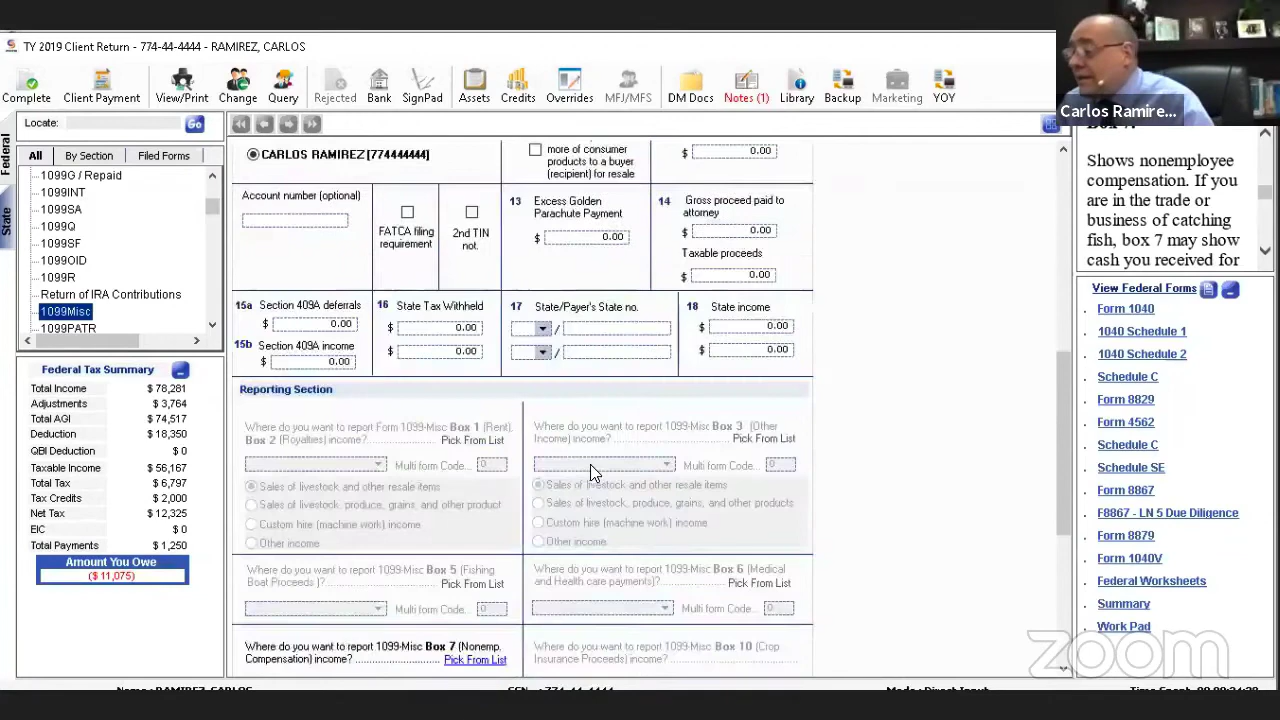 TY 2019 Client Return - 774-44-4444 - RAMIREZ, CARLOS
Complete
Client Payment
View/Print
Change
Query
Rejected
Bank
SignPad
Assets
Credits
Overrides
MFJ/MFS
DM Docs
Notes (1)
Library
Backup
Marketing
YOY
Carlos Ramire...
Locate:
Go
Federal
State
All
By Section
Filed Forms
1099G / Repaid
1099INT
1099SA
1099Q
1099SF
1099OID
1099R
Return of IRA Contributions
1099Misc
1099PATR
Federal Tax Summary
Total Income $ 78,281
Adjustments $ 3,764
Total AGI $ 74,517
Deduction $ 18,350
QBI Deduction $ 0
Taxable Income $ 56,167
Total Tax $ 6,797
Tax Credits $ 2,000
Net Tax $ 12,325
EIC $ 0
Total Payments $ 1,250
Amount You Owe
($ 11,075)
CARLOS RAMIREZ [774444444]
more of consumer
products to a buyer
(recipient) for resale
$ 0.00
Account number (optional)
FATCA filing
requirement
2nd TIN
not.
13 Excess Golden
Parachute Payment
$ 0.00
14 Gross proceed paid to
attorney
$ 0.00
Taxable proceeds
$ 0.00
15a Section 409A deferrals
$ 0.00
15b Section 409A income
$ 0.00
16 State Tax Withheld
$ 0.00
$ 0.00
17 State/Payer's State no.
/
/
18 State income
$ 0.00
$ 0.00
Reporting Section
Where do you want to report Form 1099-Misc Box 1 (Rent),
Box 2 (Royalties) income? Pick From List
Multi form Code... 0
Sales of livestock and other resale items
Sales of livestock, produce, grains, and other product
Custom hire (machine work) income
Other income
Where do you want to report 1099-Misc Box 3 (Other
Income) income? Pick From List
Multi form Code... 0
Sales of livestock and other resale items
Sales of livestock, produce, grains, and other products
Custom hire (machine work) income
Other income
Where do you want to report 1099-Misc Box 5 (Fishing
Boat Proceeds )? Pick From List
Multi form Code... 0
Where do you want to report 1099-Misc Box 6 (Medical
and Health care payments)? Pick From List
Multi form Code... 0
Where do you want to report 1099-Misc Box 7 (Nonemp.
Compensation) income? Pick From List
Where do you want to report 1099-Misc Box 10 (Crop
Insurance Proceeds) income?
Shows nonemployee
compensation. If you
are in the trade or
business of catching
fish, box 7 may show
cash you received for
View Federal Forms
Form 1040
1040 Schedule 1
1040 Schedule 2
Schedule C
Form 8829
Form 4562
Schedule C
Schedule SE
Form 8867
F8867 - LN 5 Due Diligence
Form 8879
Form 1040V
Federal Worksheets
Summary
Work Pad
zoom